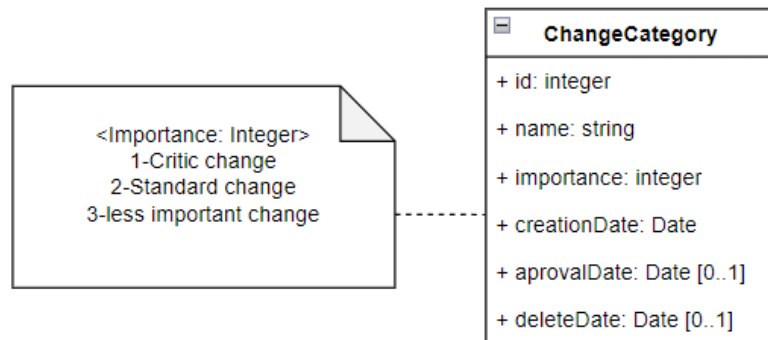 <Importance: Integer>
1-Critic change
2-Standard change
3-less important change
ChangeCategory
+ id: integer
+ name: string
+ importance: integer
+ creationDate: Date
+ aprovalDate: Date [0..1]
+ deleteDate: Date [0..1]